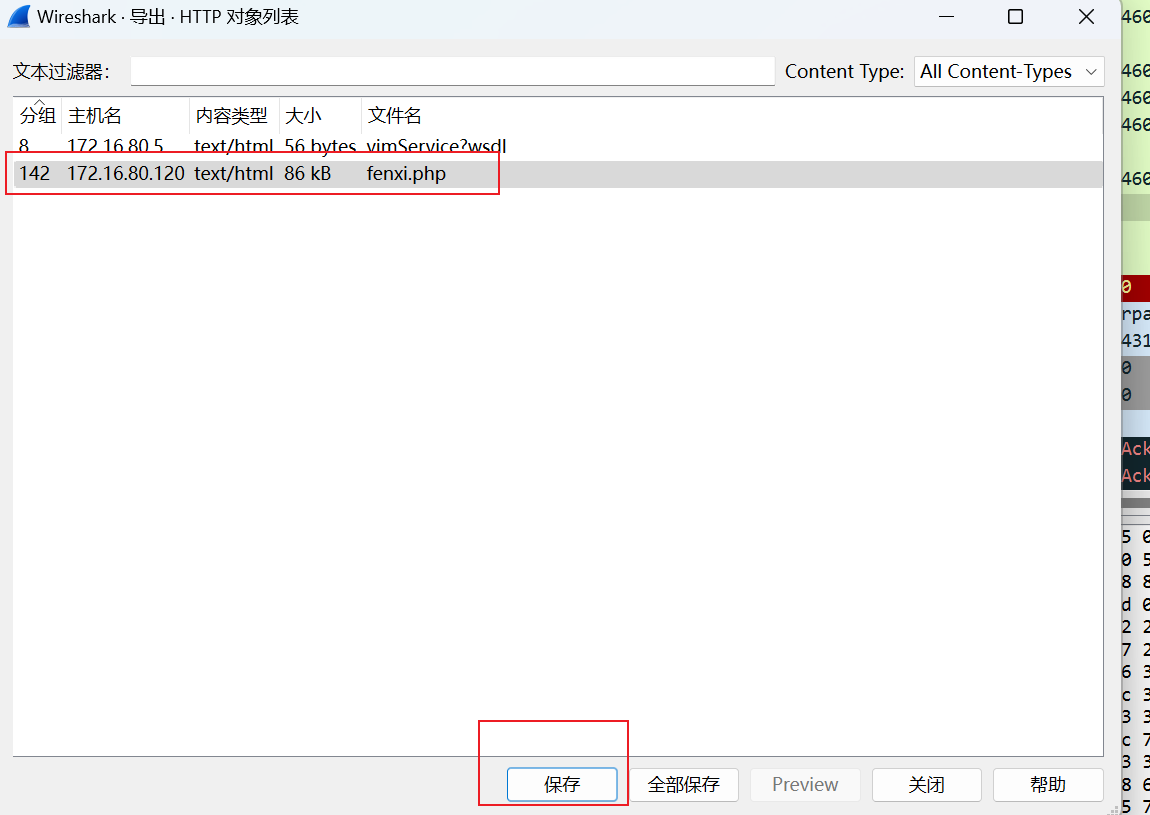 Wireshark · 导出 · HTTP 对象列表
文本过滤器：
Content Type: All Content-Types
分组 主机名 内容类型 大小 文件名
8 172.16.80.5 text/html 56 bytes vimService?wsdl
142 172.16.80.120 text/html 86 kB fenxi.php
保存 全部保存 Preview 关闭 帮助
460
460
460
460
460
0
rpa
431
0
0
Ack
Ack
5 0
0 5
8 8
d 0
2 2
7 2
6 3
c 3
3 3
c 7
3 3
8 6
5 7